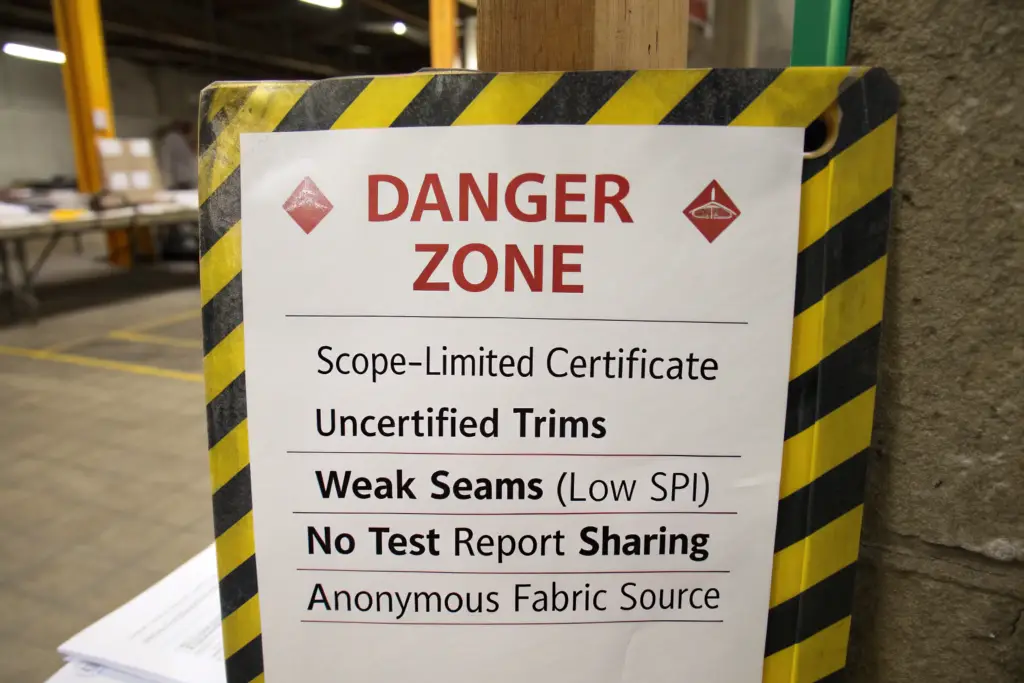 DANGER
ZONE
Scope-Limited Certificate
Uncertified Trims
Weak Seams (Low SPI)
No Test Report Sharing
Anonymous Fabric Source